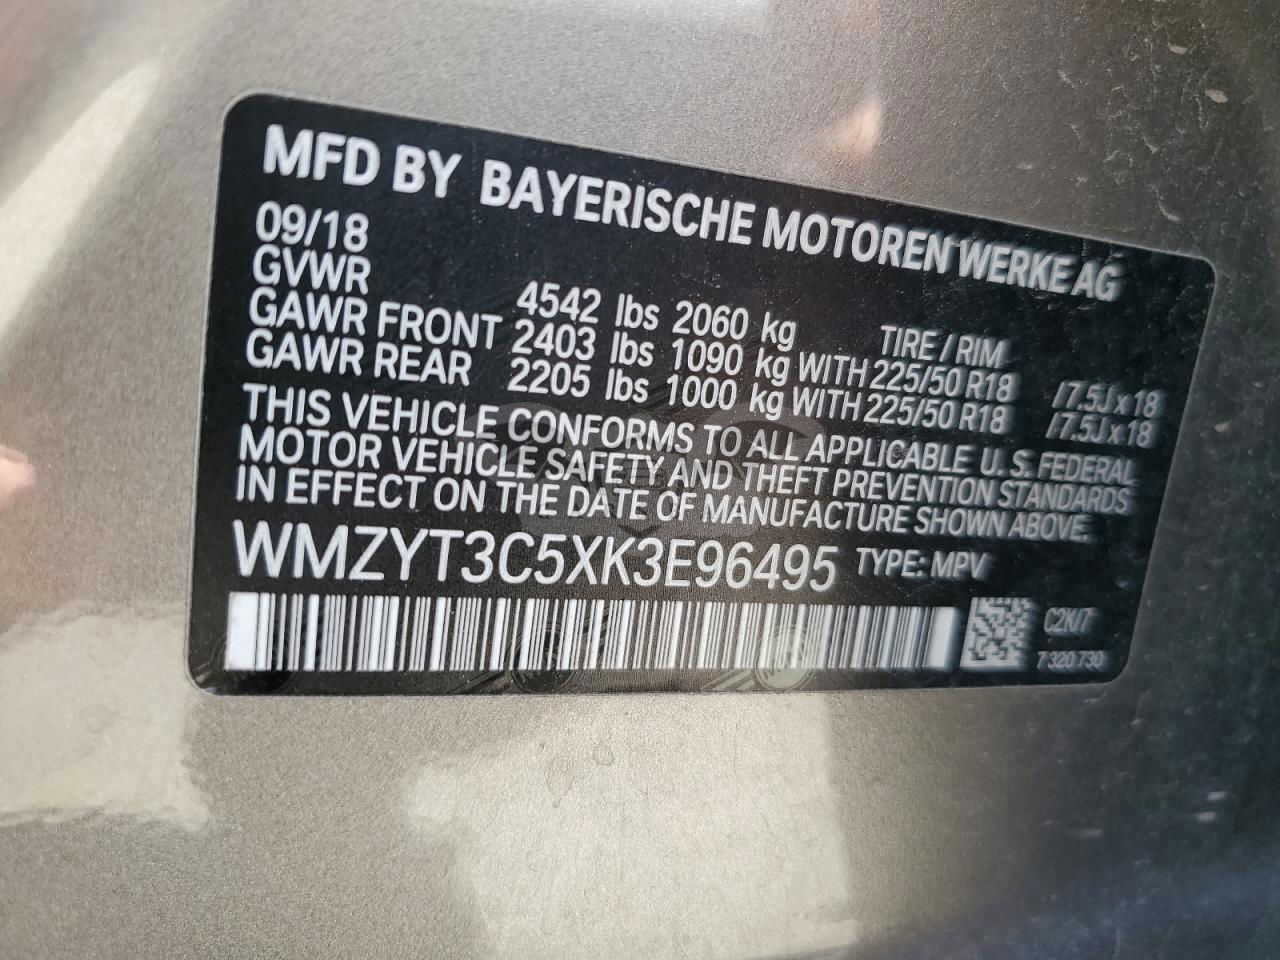 MFD BY BAYERISCHE MOTOREN WERKE AG
09/18
GVWR 4542 lbs 2060 kg TIRE / RIM
GAWR FRONT 2403 lbs 1090 kg WITH 225/50 R18 /7.5J x 18
GAWR REAR 2205 lbs 1000 kg WITH 225/50 R18 /7.5J x 18
THIS VEHICLE CONFORMS TO ALL APPLICABLE U.S. FEDERAL
MOTOR VEHICLE SAFETY AND THEFT PREVENTION STANDARDS
IN EFFECT ON THE DATE OF MANUFACTURE SHOWN ABOVE.
WMZYT3C5XK3E96495 TYPE: MPV
C2K/7
7 320 730